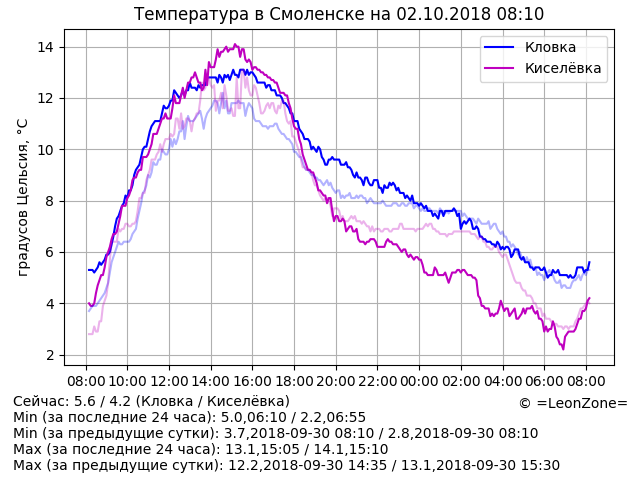 Температура в Смоленске на 02.10.2018 08:10
градусов Цельсия, °C
14
12
10
8
6
4
2
Кловка
Киселёвка
08:00 10:00 12:00 14:00 16:00 18:00 20:00 22:00 00:00 02:00 04:00 06:00 08:00
Сейчас: 5.6 / 4.2 (Кловка / Киселёвка)
© =LeonZone=
Min (за последние 24 часа): 5.0,06:10 / 2.2,06:55
Min (за предыдущие сутки): 3.7,2018-09-30 08:10 / 2.8,2018-09-30 08:10
Max (за последние 24 часа): 13.1,15:05 / 14.1,15:10
Max (за предыдущие сутки): 12.2,2018-09-30 14:35 / 13.1,2018-09-30 15:30